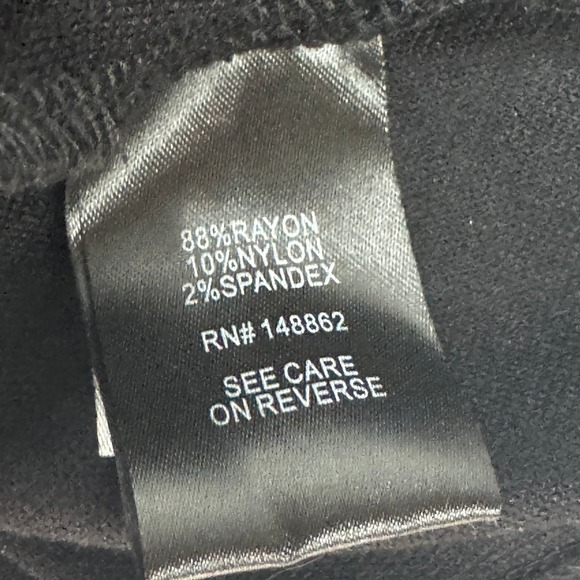 88%RAYON
10%NYLON
2%SPANDEX
RN# 148862
SEE CARE
ON REVERSE